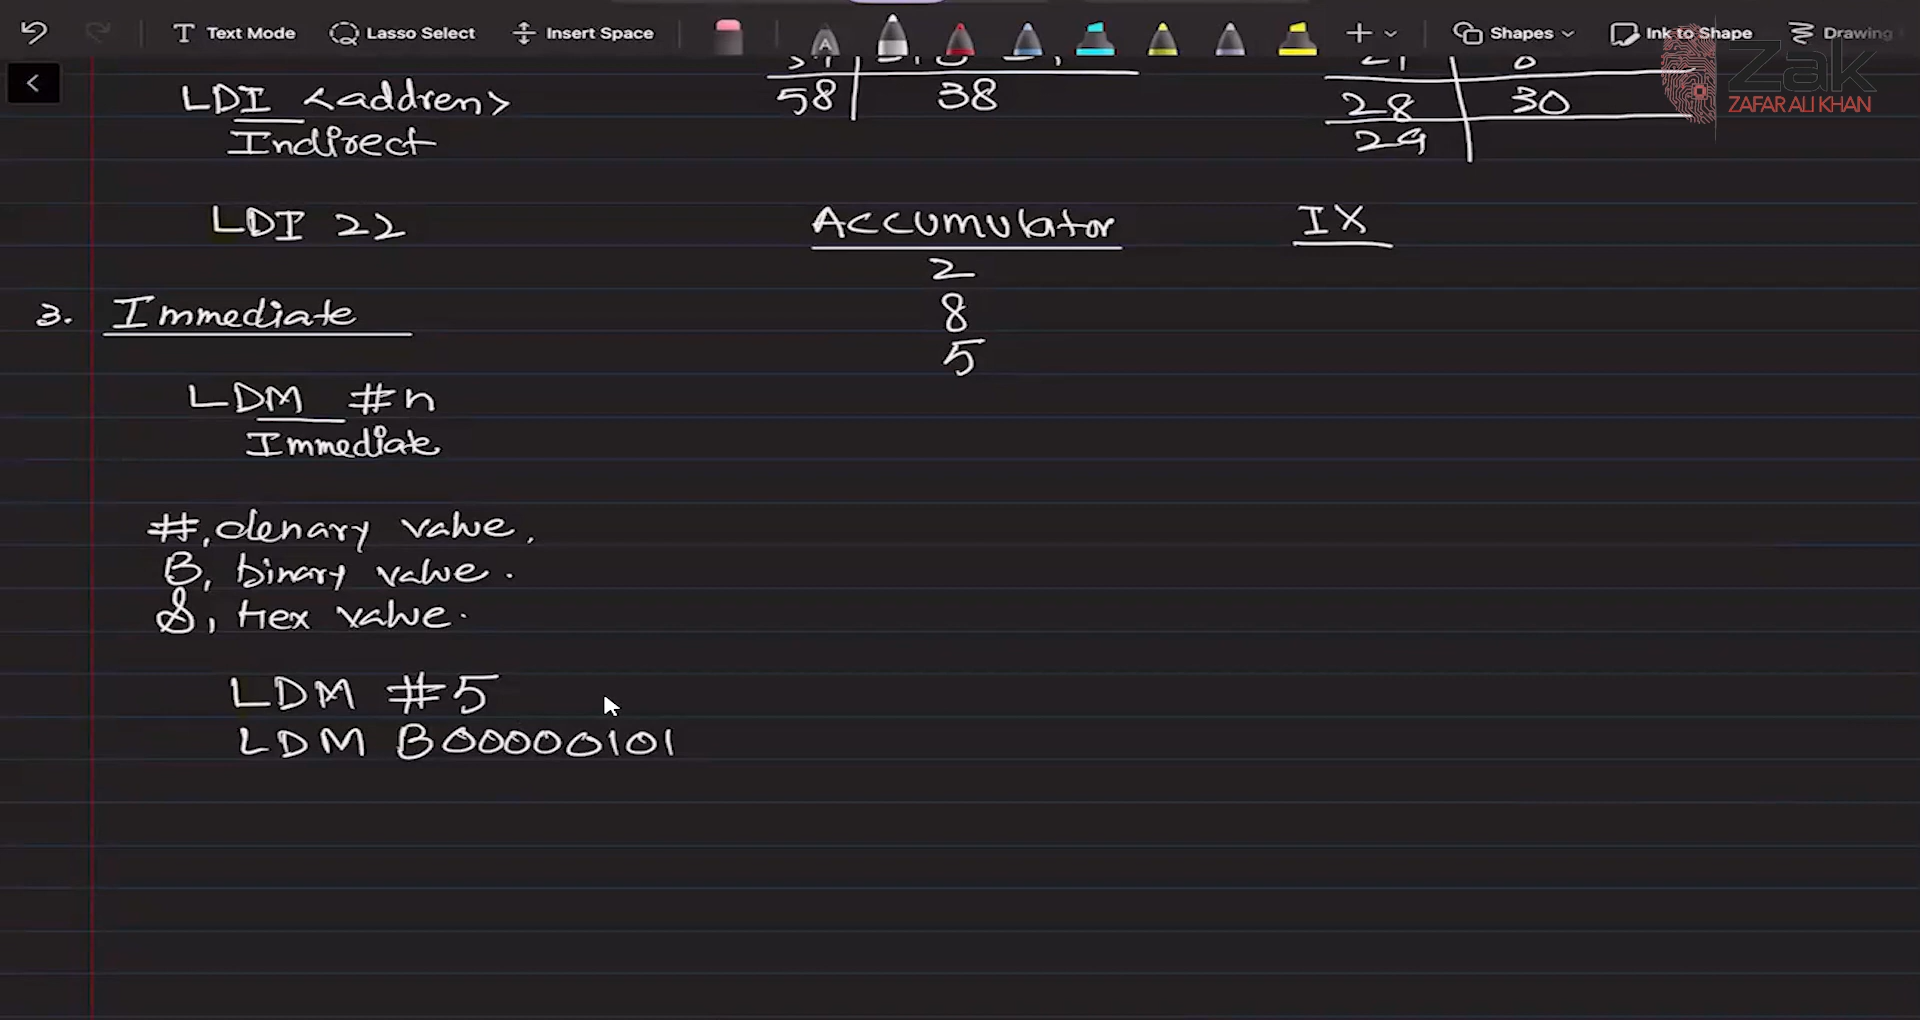 Text Mode Lasso Select Insert Space Shapes Ink to Shape Drawing
Zak
ZAFAR ALI KHAN
LDI <addren>
Indirect
58 38
28 30
29
LDI 22
Accumulator
2
8
5
IX
3. Immediate
LDM #n
Immediate
#, denary value,
B, binary value.
&, Hex value.
LDM #5
LDM B00000101